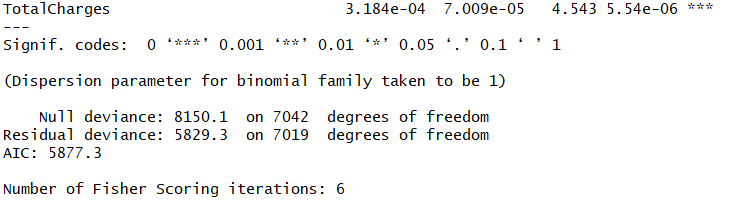 TotalCharges                          3.184e-04  7.009e-05   4.543 5.54e-06 ***
---
Signif. codes:  0 ‘***’ 0.001 ‘**’ 0.01 ‘*’ 0.05 ‘.’ 0.1 ‘ ’ 1
(Dispersion parameter for binomial family taken to be 1)
    Null deviance: 8150.1  on 7042  degrees of freedom
Residual deviance: 5829.3  on 7019  degrees of freedom
AIC: 5877.3
Number of Fisher Scoring iterations: 6